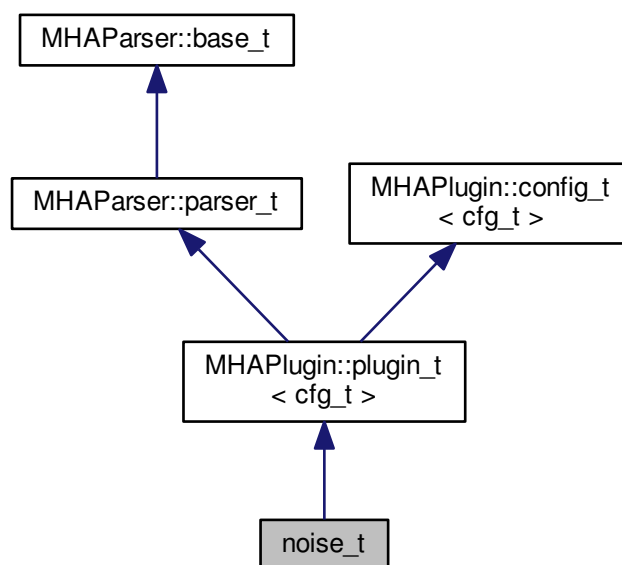 MHAParser::base_t
MHAParser::parser_t
MHAPlugin::config_t
< cfg_t >
MHAPlugin::plugin_t
< cfg_t >
noise_t